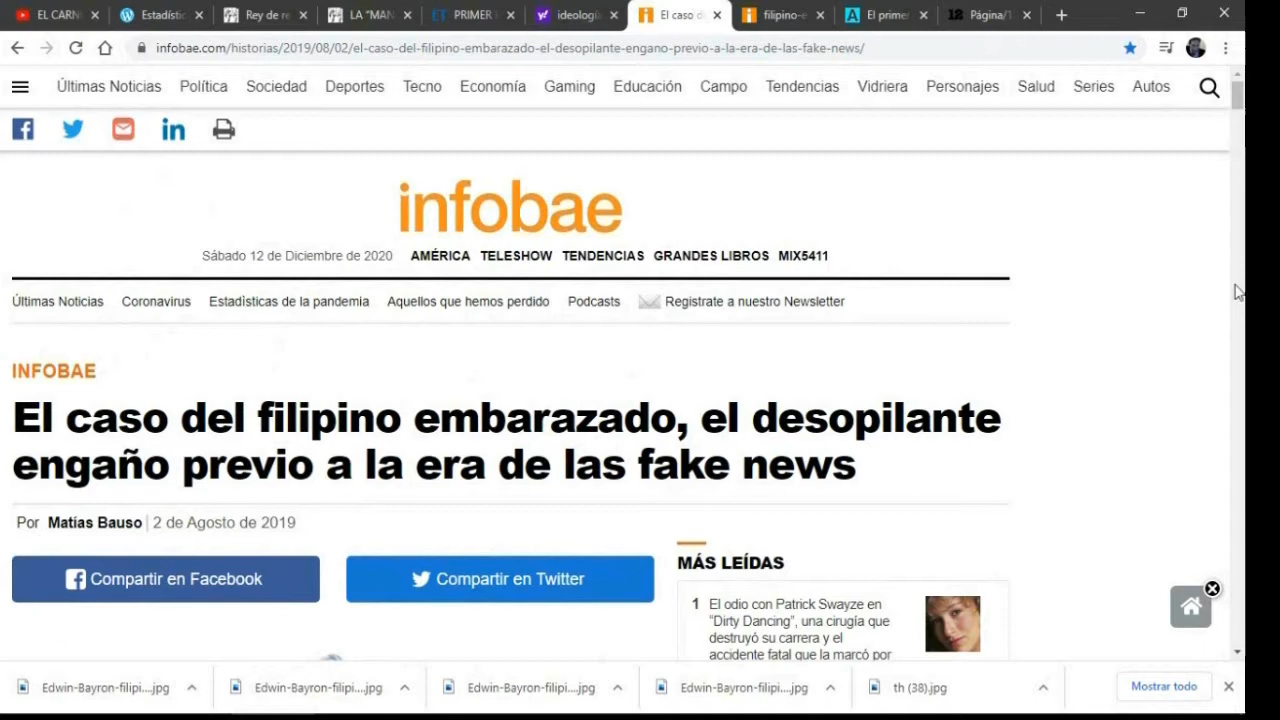 EL CARNI
Estadístic
Rey de re
LA "MAN
PRIMER
ideología
El caso d
filipino-e
El primer
Página/1
infobae.com/historias/2019/08/02/el-caso-del-filipino-embarazado-el-desopilante-engano-previo-a-la-era-de-las-fake-news/
Últimas Noticias Política Sociedad Deportes Tecno Economía Gaming Educación Campo Tendencias Vidriera Personajes Salud Series Autos
infobae
Sábado 12 de Diciembre de 2020 AMÉRICA TELESHOW TENDENCIAS GRANDES LIBROS MIX5411
Últimas Noticias Coronavirus Estadísticas de la pandemia Aquellos que hemos perdido Podcasts Registrate a nuestro Newsletter
INFOBAE
El caso del filipino embarazado, el desopilante
engaño previo a la era de las fake news
Por Matías Bauso | 2 de Agosto de 2019
Compartir en Facebook
Compartir en Twitter
MÁS LEÍDAS
1 El odio con Patrick Swayze en
“Dirty Dancing”, una cirugía que
destruyó su carrera y el
accidente fatal que la marcó por
Edwin-Bayron-filipi....jpg
Edwin-Bayron-filipi....jpg
Edwin-Bayron-filipi....jpg
Edwin-Bayron-filipi....jpg
th (38).jpg
Mostrar todo